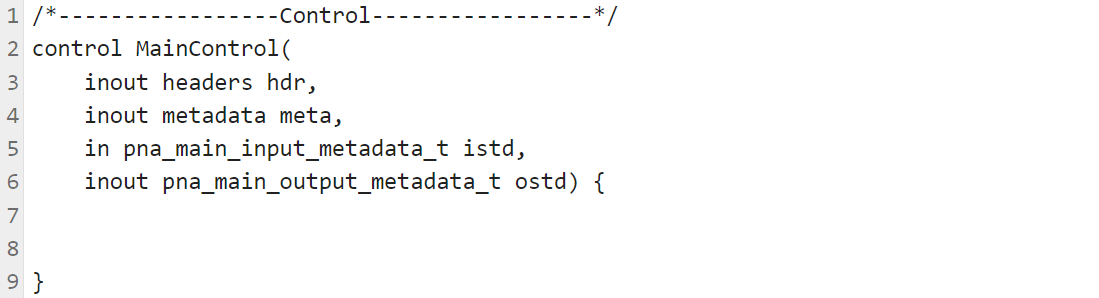 1 /*-----------------Control-----------------*/
2 control MainControl(
3     inout headers hdr,
4     inout metadata meta,
5     in pna_main_input_metadata_t istd,
6     inout pna_main_output_metadata_t ostd) {
7
8
9 }